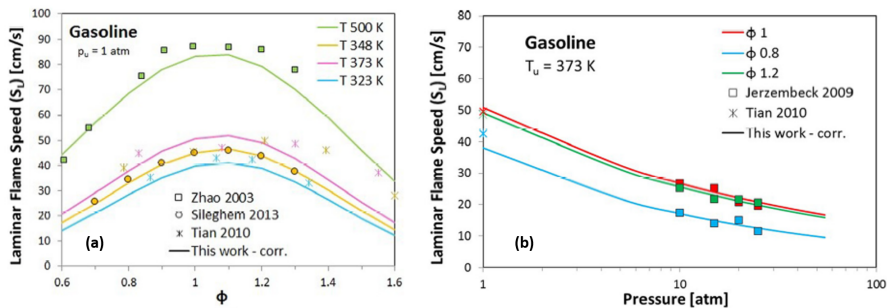 Gasoline
pu = 1 atm
T 500 K
T 348 K
T 373 K
T 323 K
Laminar Flame Speed (SL) [cm/s]
100
90
80
70
60
50
40
30
20
10
0
(a)
Zhao 2003
Sileghem 2013
Tian 2010
This work - corr.
0.6
0.8
1.0
1.2
1.4
1.6
ϕ
Gasoline
Tu = 373 K
ϕ 1
ϕ 0.8
ϕ 1.2
Jerzembeck 2009
Tian 2010
This work - corr.
Laminar Flame Speed (SL) [cm/s]
80
70
60
50
40
30
20
10
0
(b)
1
10
100
Pressure [atm]